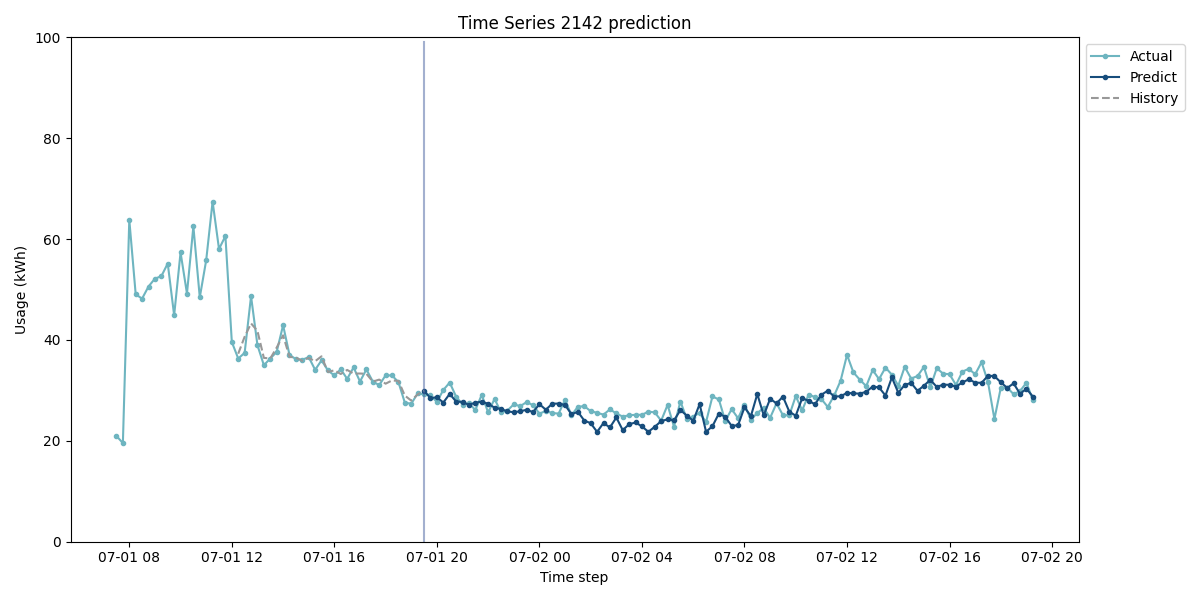 Time Series 2142 prediction
100
80
60
40
20
0
Usage (kWh)
07-01 08
07-01 12
07-01 16
07-01 20
07-02 00
07-02 04
07-02 08
07-02 12
07-02 16
07-02 20
Time step
Actual
Predict
History